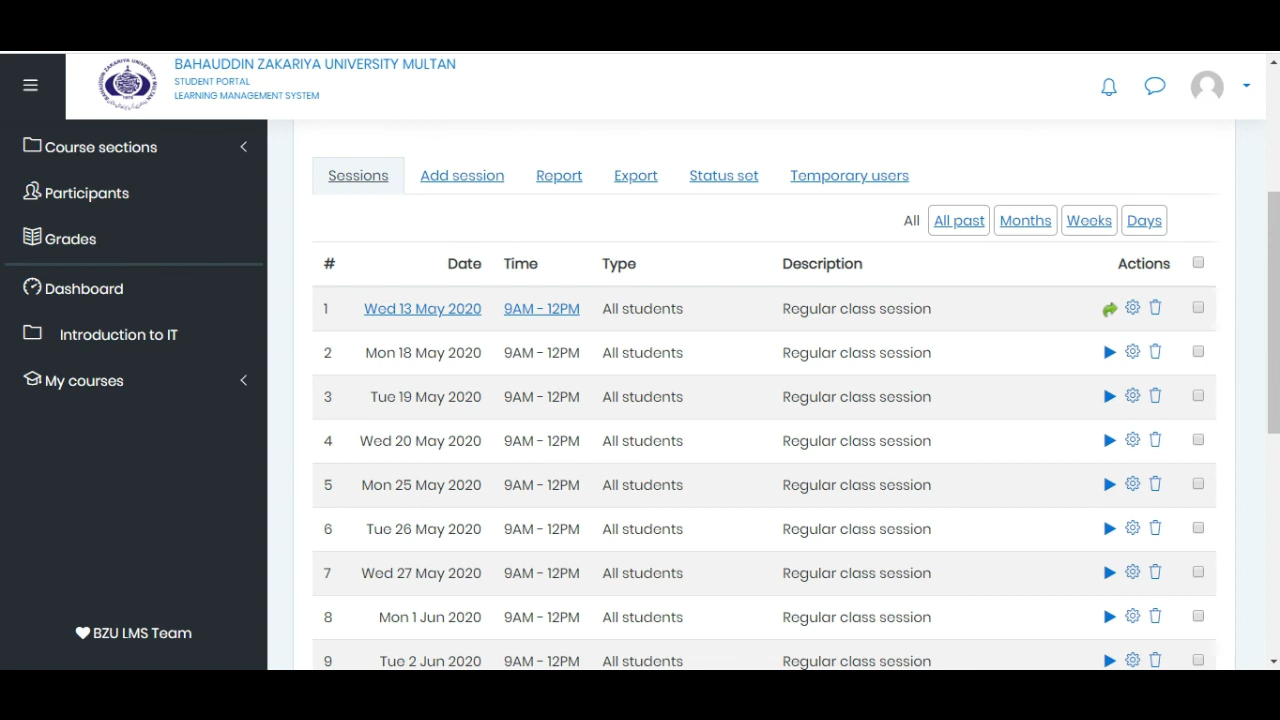 BAHAUDDIN ZAKARIYA UNIVERSITY MULTAN
STUDENT PORTAL
LEARNING MANAGEMENT SYSTEM
Course sections
Participants
Grades
Dashboard
Introduction to IT
My courses
BZU LMS Team
Sessions Add session Report Export Status set Temporary users
All All past Months Weeks Days
# Date Time Type Description Actions
1 Wed 13 May 2020 9AM - 12PM All students Regular class session
2 Mon 18 May 2020 9AM - 12PM All students Regular class session
3 Tue 19 May 2020 9AM - 12PM All students Regular class session
4 Wed 20 May 2020 9AM - 12PM All students Regular class session
5 Mon 25 May 2020 9AM - 12PM All students Regular class session
6 Tue 26 May 2020 9AM - 12PM All students Regular class session
7 Wed 27 May 2020 9AM - 12PM All students Regular class session
8 Mon 1 Jun 2020 9AM - 12PM All students Regular class session
9 Tue 2 Jun 2020 9AM - 12PM All students Regular class session